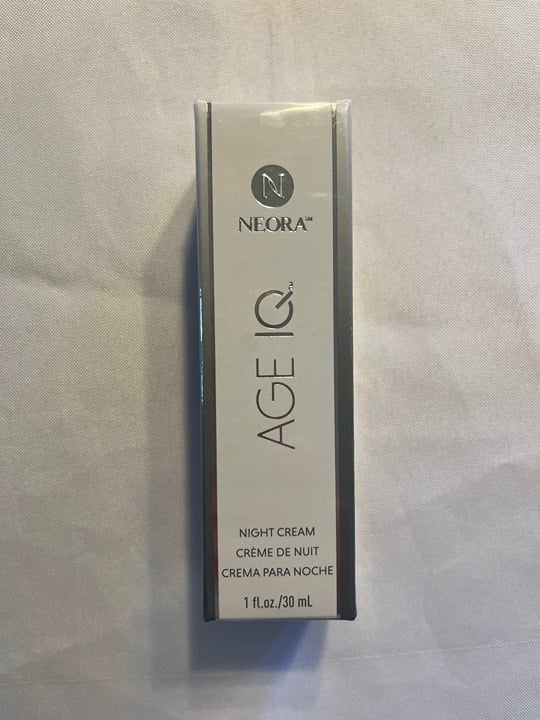 N
NEORA™
AGE IQ™
NIGHT CREAM
CRÈME DE NUIT
CREMA PARA NOCHE
1 fl.oz./30 mL